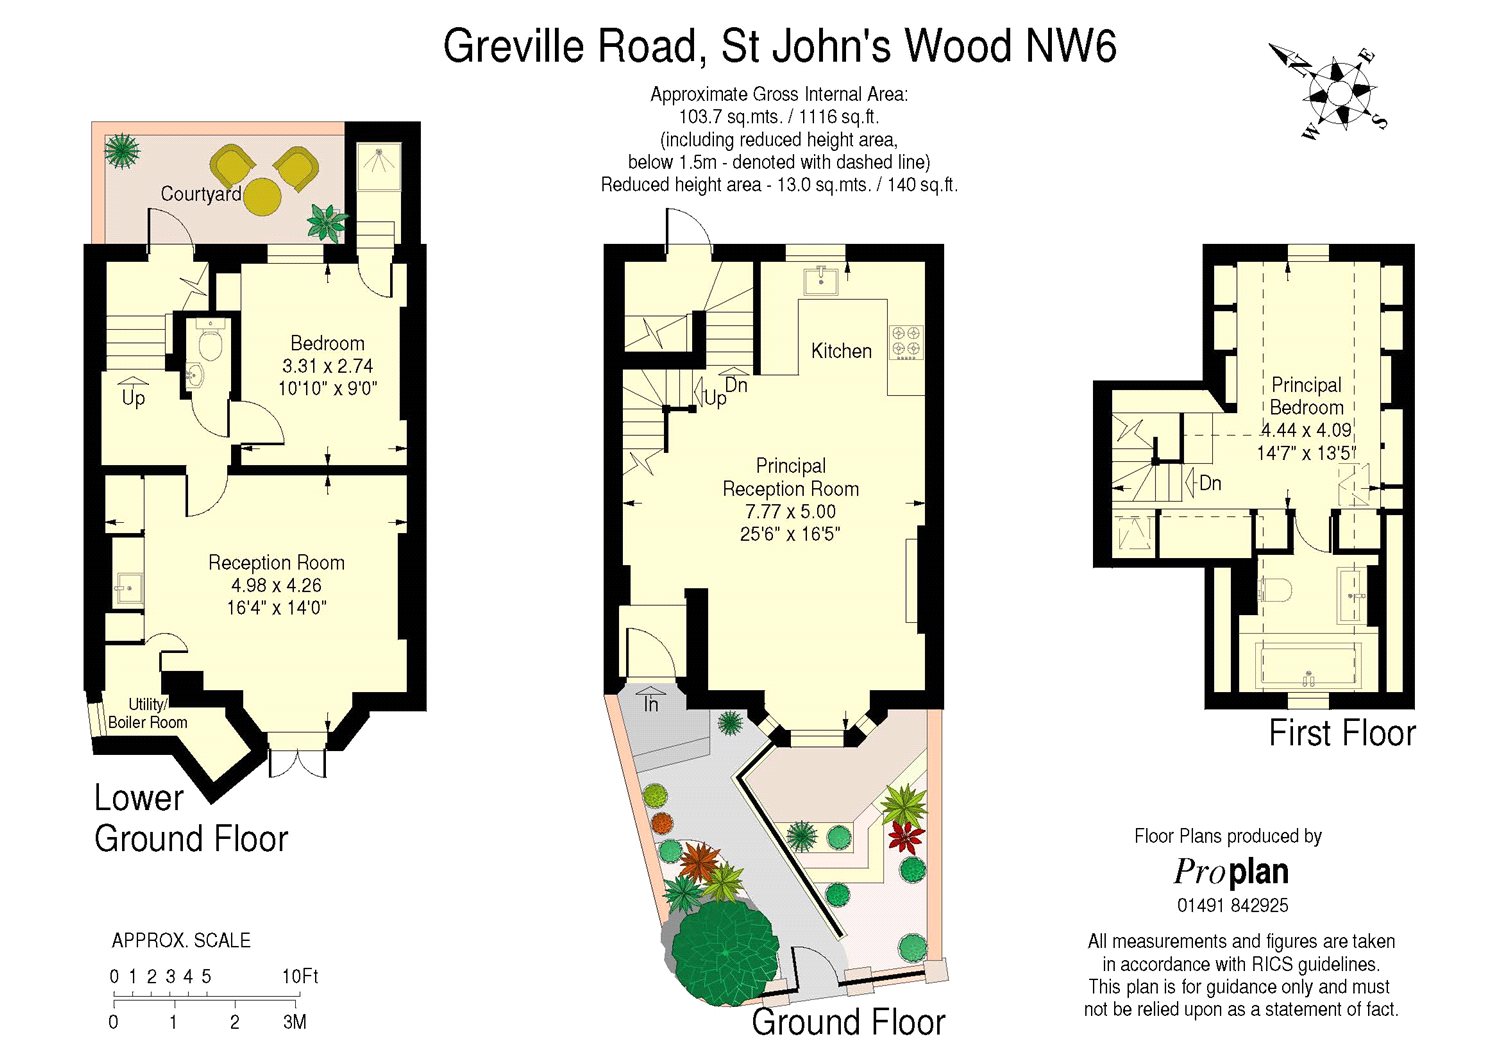 Greville Road, St John's Wood NW6
Approximate Gross Internal Area:
103.7 sq.mts. / 1116 sq.ft.
(including reduced height area,
below 1.5m - denoted with dashed line)
Reduced height area - 13.0 sq.mts. / 140 sq.ft.
N
E
S
W
Courtyard
Bedroom
3.31 x 2.74
10'10" x 9'0"
Up
Reception Room
4.98 x 4.26
16'4" x 14'0"
Utility/
Boiler Room
Lower
Ground Floor
Kitchen
Dn
Up
Principal
Reception Room
7.77 x 5.00
25'6" x 16'5"
In
Ground Floor
Principal
Bedroom
4.44 x 4.09
14'7" x 13'5"
Dn
First Floor
APPROX. SCALE
0 1 2 3 4 5 10Ft
0 1 2 3M
Floor Plans produced by
Proplan
01491 842925
All measurements and figures are taken
in accordance with RICS guidelines.
This plan is for guidance only and must
not be relied upon as a statement of fact.